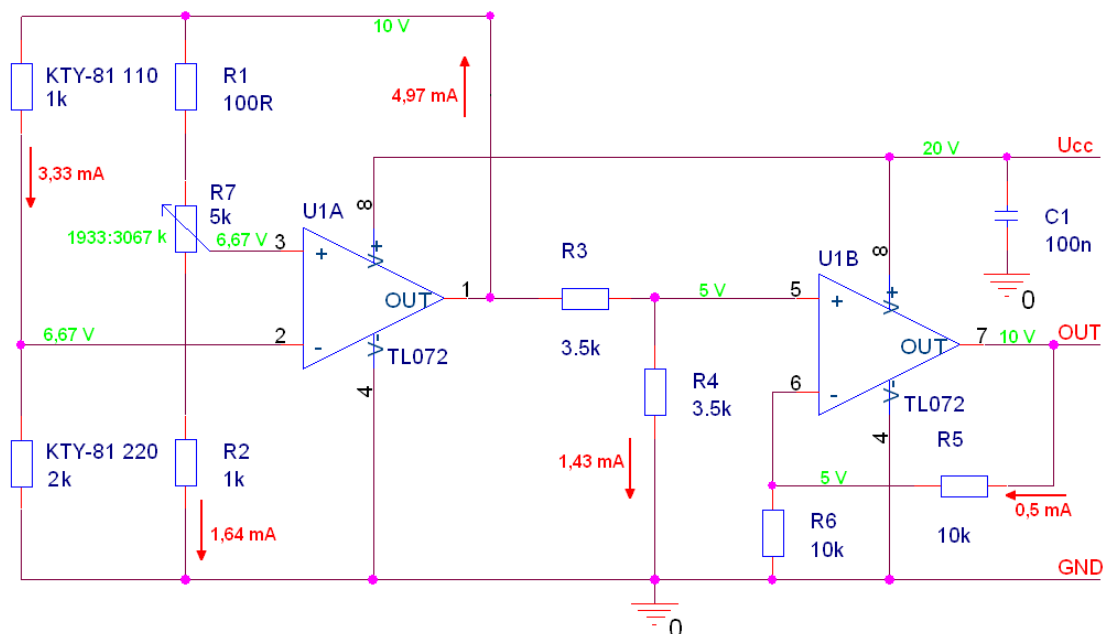 10 V
KTY-81 110
1k
R1
100R
4,97 mA
3,33 mA
20 V
Ucc
R7
5k
1933:3067 k
6,67 V
U1A
8
V+
3
+
OUT
1
2
-
V-
TL072
4
6,67 V
R3
3.5k
5 V
C1
100n
0
U1B
8
V+
5
+
OUT
7
10 V
OUT
6
-
V-
TL072
4
R4
3.5k
KTY-81 220
2k
R2
1k
1,64 mA
1,43 mA
5 V
R5
10k
0,5 mA
R6
10k
GND
0